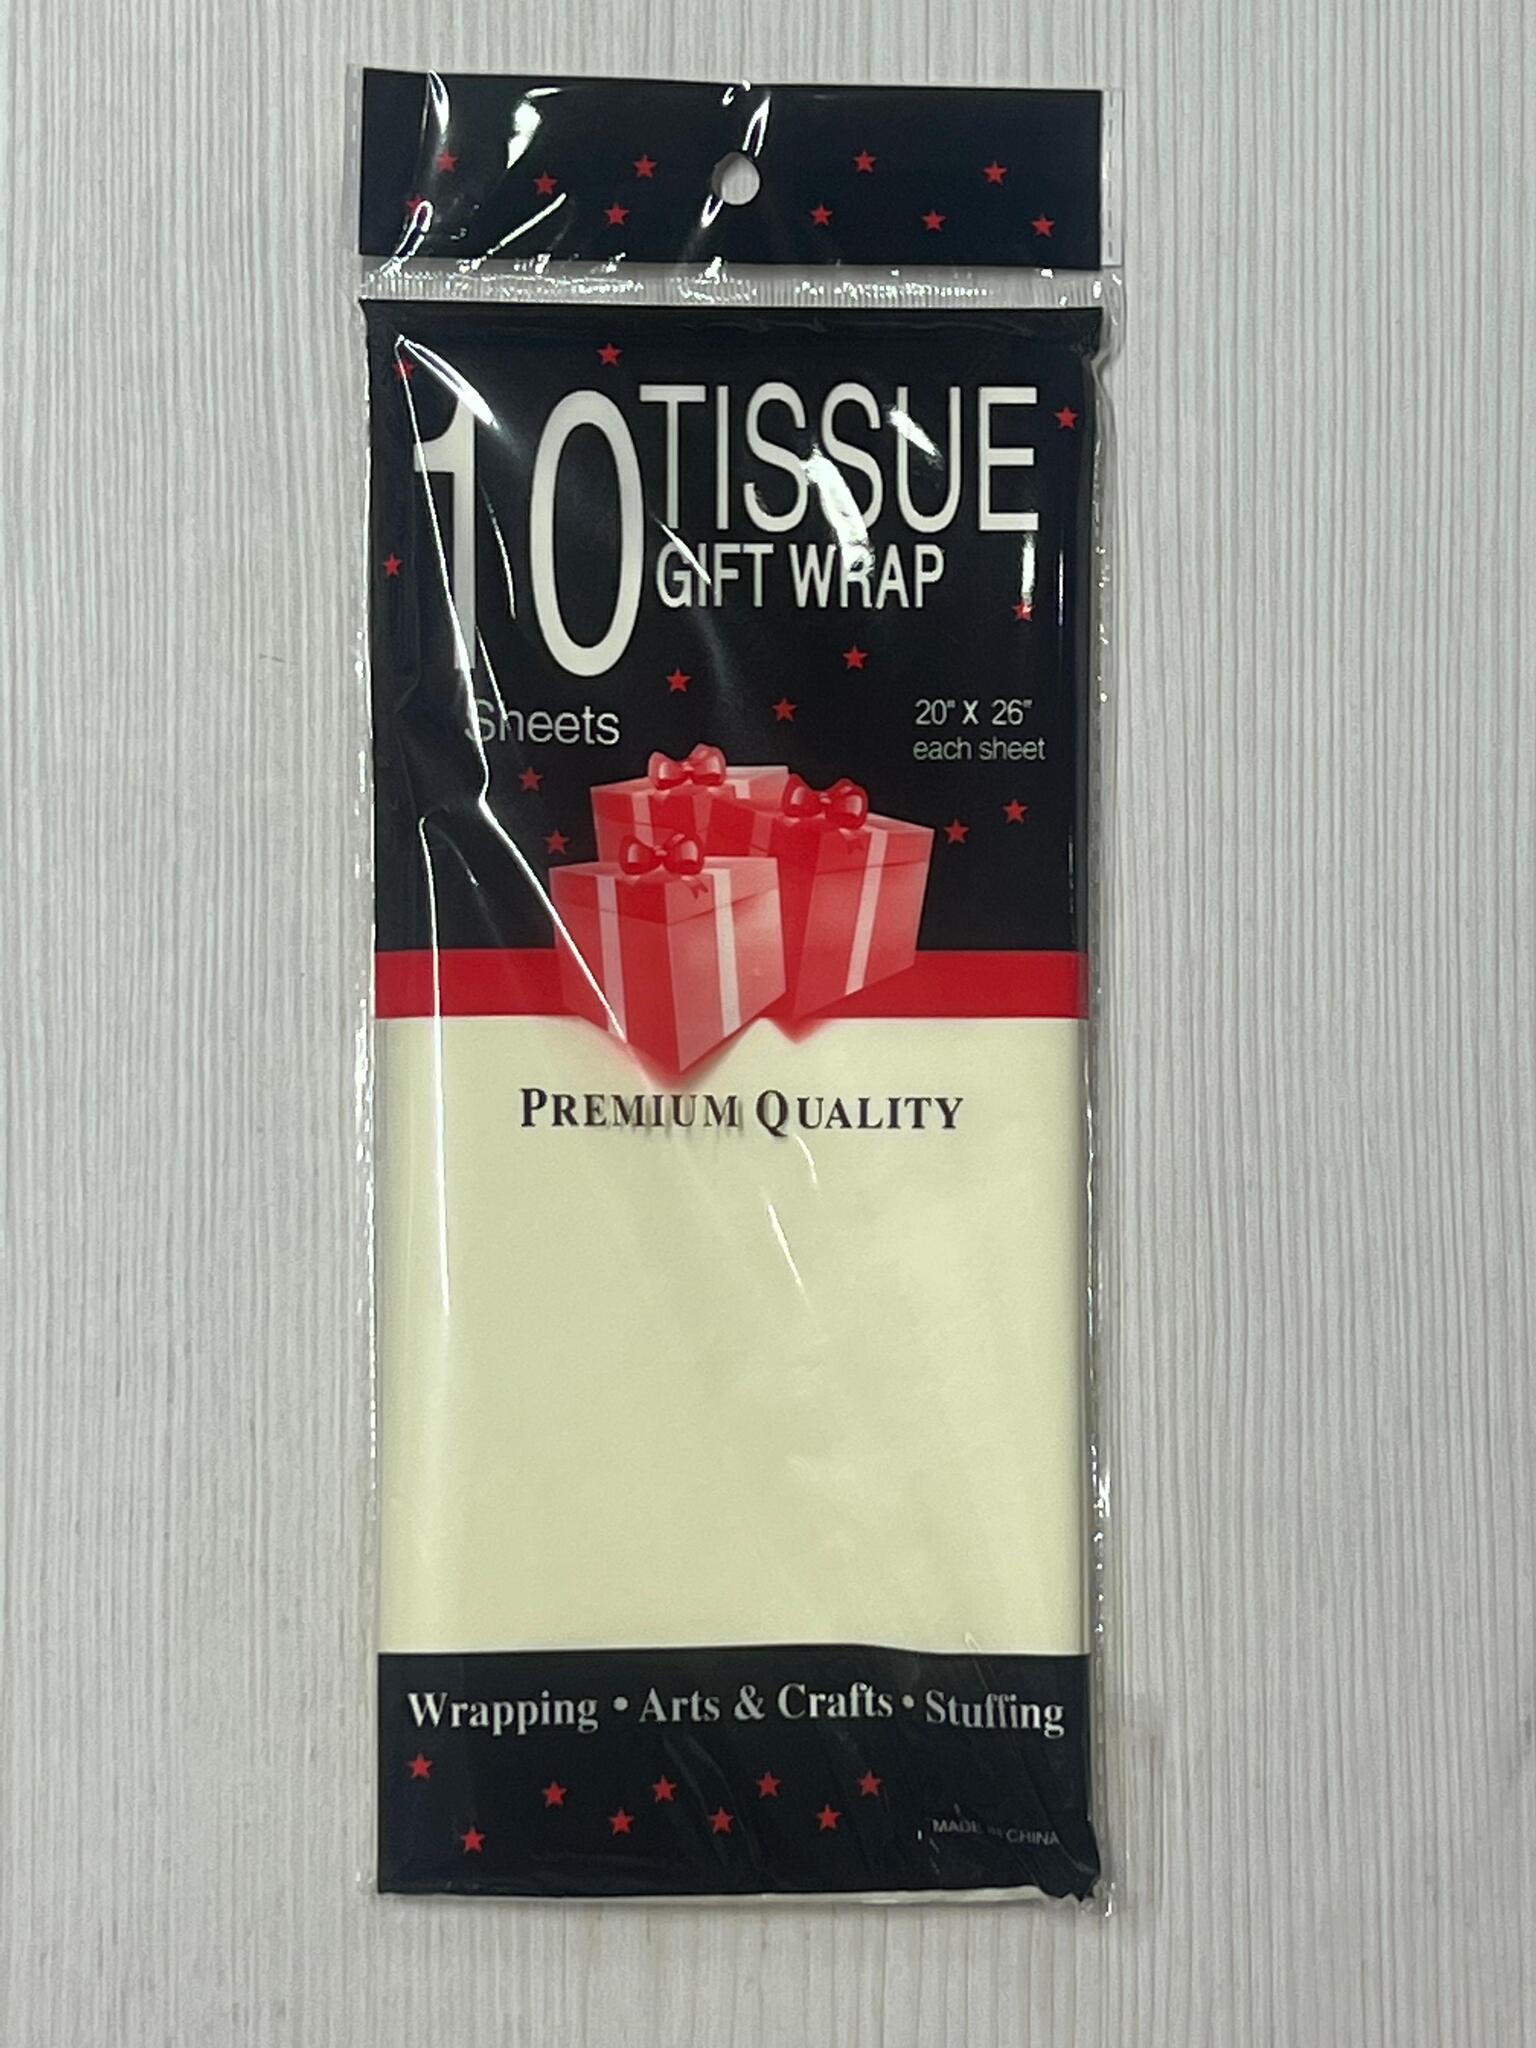 10 TISSUE
GIFT WRAP
Sheets
20" X 26"
each sheet
PREMIUM QUALITY
Wrapping • Arts & Crafts • Stuffing
MADE IN CHINA